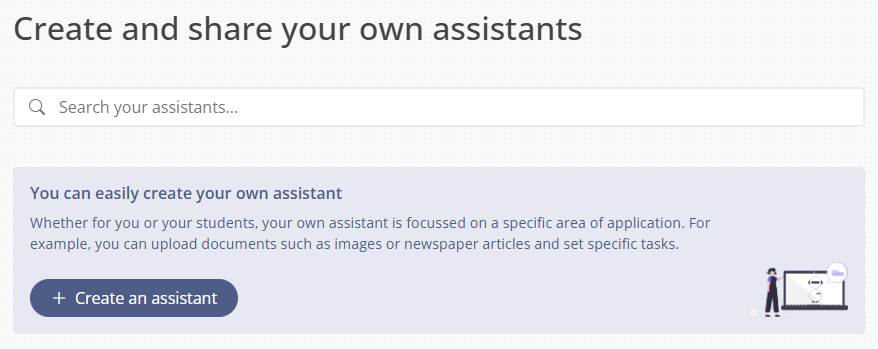 Create and share your own assistants
Search your assistants...
You can easily create your own assistant
Whether for you or your students, your own assistant is focussed on a specific area of application. For
example, you can upload documents such as images or newspaper articles and set specific tasks.
+ Create an assistant